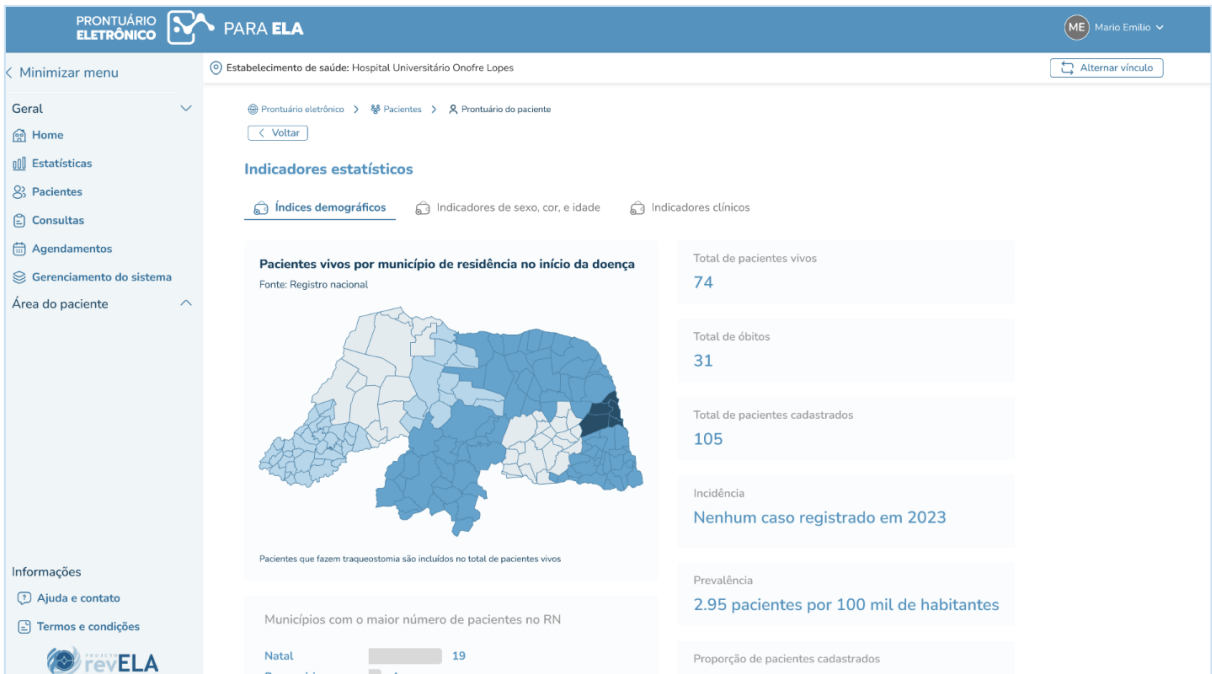 PRONTUÁRIO
ELETRÔNICO
PARA ELA
ME
Mario Emilio
Minimizar menu
Estabelecimento de saúde: Hospital Universitário Onofre Lopes
Alternar vínculo
Geral
Home
Estatísticas
Pacientes
Consultas
Agendamentos
Gerenciamento do sistema
Área do paciente
Informações
Ajuda e contato
Termos e condições
PROJECTO
revELA
Prontuário eletrônico > Pacientes > Prontuário do paciente
Voltar
Indicadores estatísticos
Índices demográficos
Indicadores de sexo, cor, e idade
Indicadores clínicos
Pacientes vivos por município de residência no início da doença
Fonte: Registro nacional
Pacientes que fazem traqueostomia são incluídos no total de pacientes vivos
Municípios com o maior número de pacientes no RN
Natal
19
Total de pacientes vivos
74
Total de óbitos
31
Total de pacientes cadastrados
105
Incidência
Nenhum caso registrado em 2023
Prevalência
2.95 pacientes por 100 mil de habitantes
Proporção de pacientes cadastrados